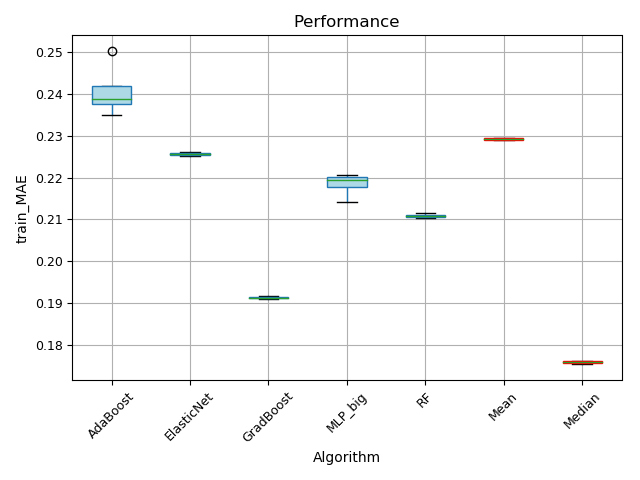 Performance
0.25
0.24
0.23
0.22
0.21
0.20
0.19
0.18
train_MAE
AdaBoost
ElasticNet
GradBoost
MLP_big
RF
Mean
Median
Algorithm